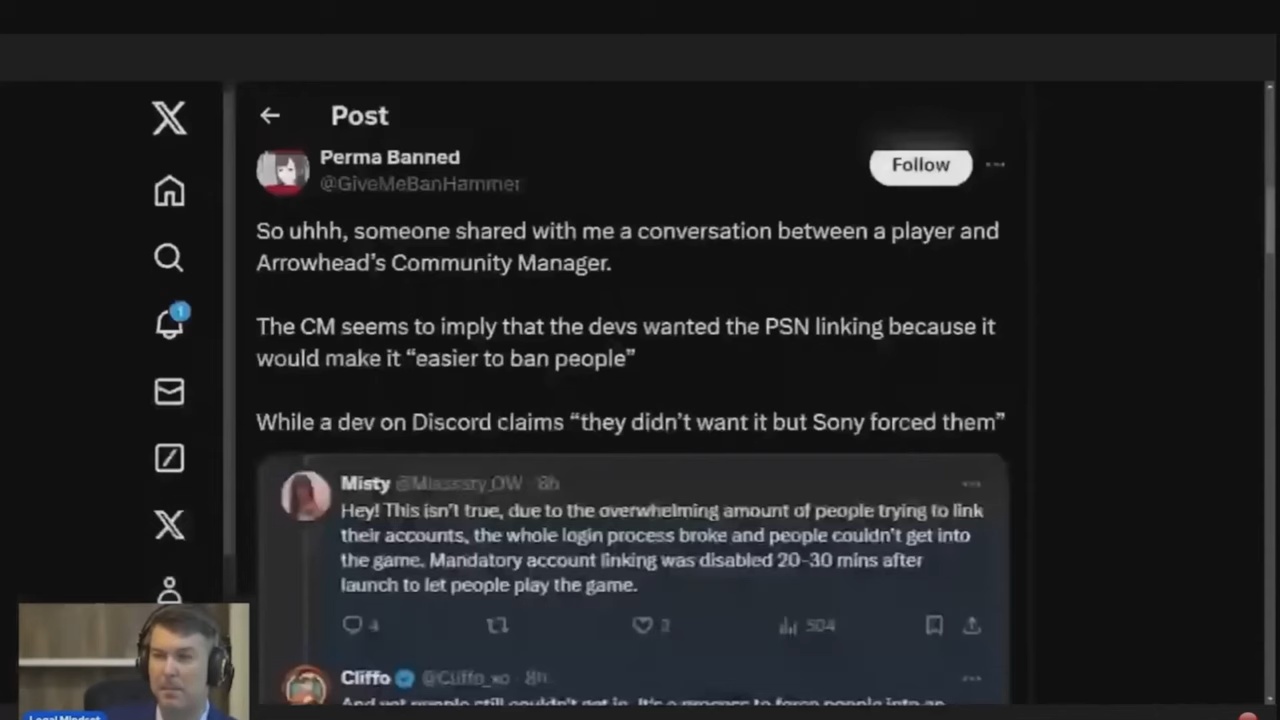 Post
Perma Banned
@GiveMeBanHammer
Follow
So uhhh, someone shared with me a conversation between a player and
Arrowhead's Community Manager.
The CM seems to imply that the devs wanted the PSN linking because it
would make it “easier to ban people”
While a dev on Discord claims “they didn't want it but Sony forced them”
Misty
8h
Hey! This isn't true, due to the overwhelming amount of people trying to link
their accounts, the whole login process broke and people couldn't get into
the game. Mandatory account linking was disabled 20-30 mins after
launch to let people play the game.
4
504
Cliffo @Cliffo_xo · 8h
And yet people still couldn't get in. It's a process to force people into an
1
Legal Mindset